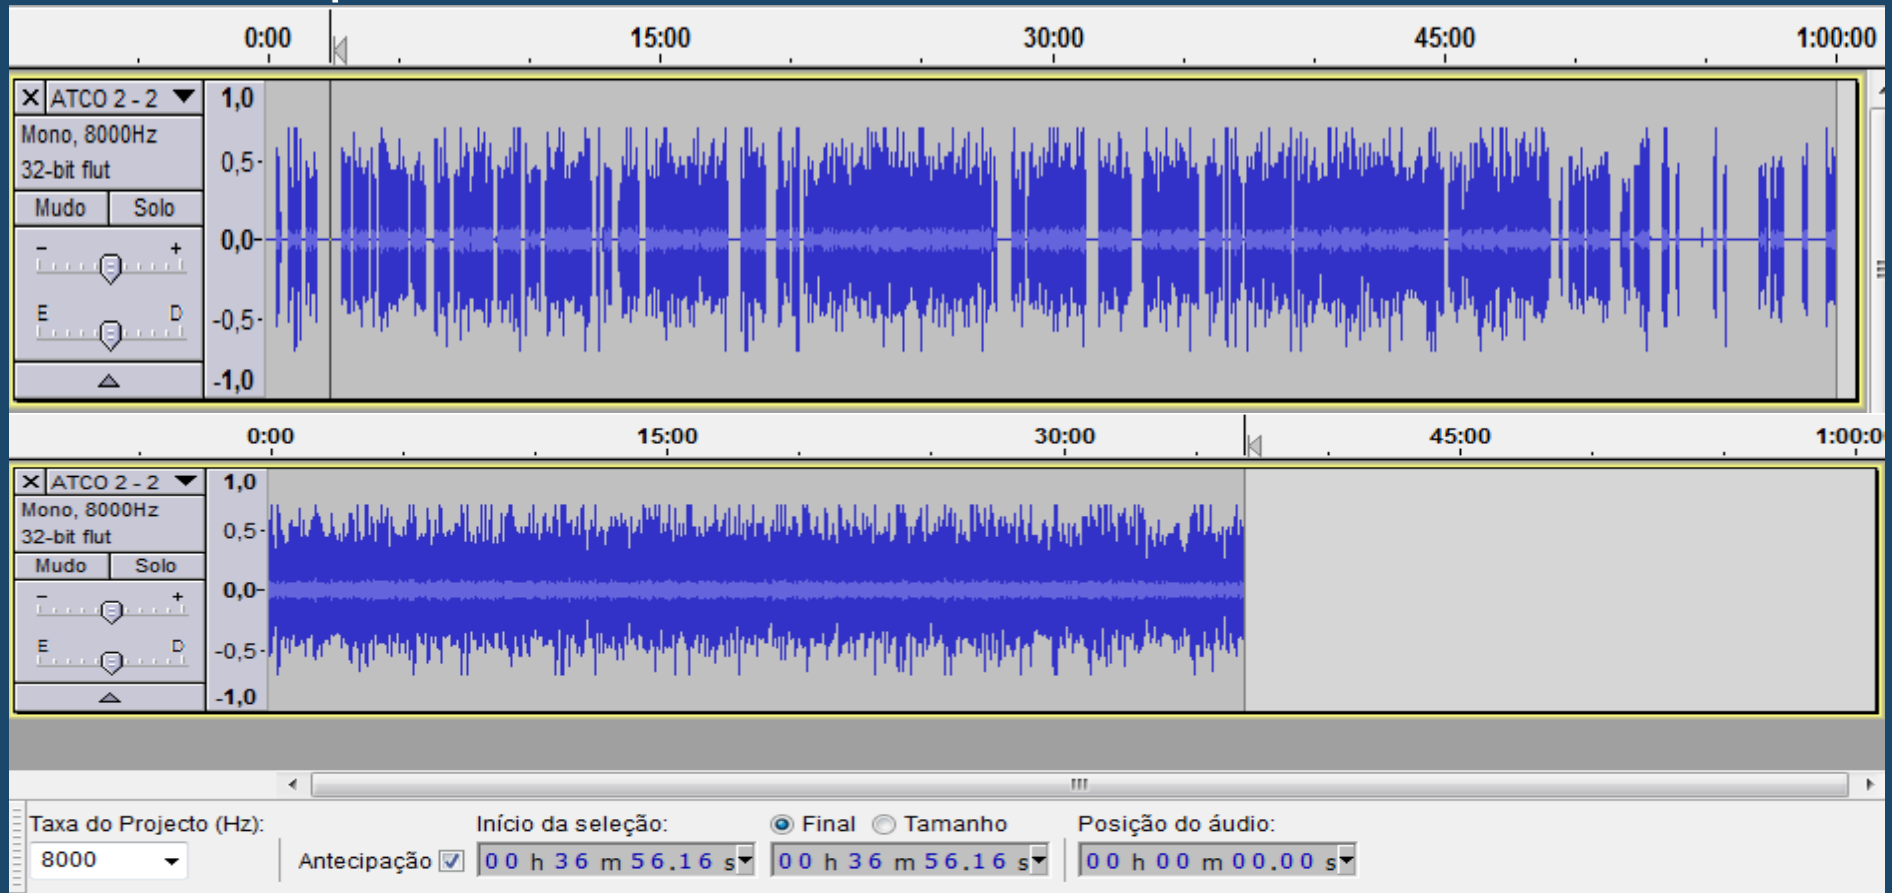 0:00 15:00 30:00 45:00 1:00:00
X ATCO 2 - 2
Mono, 8000Hz
32-bit flut
Mudo Solo
- +
E D
1,0
0,5-
0,0-
-0,5-
-1,0
0:00 15:00 30:00 45:00 1:00:0
X ATCO 2 - 2
Mono, 8000Hz
32-bit flut
Mudo Solo
- +
E D
1,0
0,5-
0,0-
-0,5-
-1,0
Taxa do Projecto (Hz): Início da seleção: Final Tamanho Posição do áudio:
8000 Antecipação 00 h 36 m 56.16 s 00 h 36 m 56.16 s 00 h 00 m 00.00 s